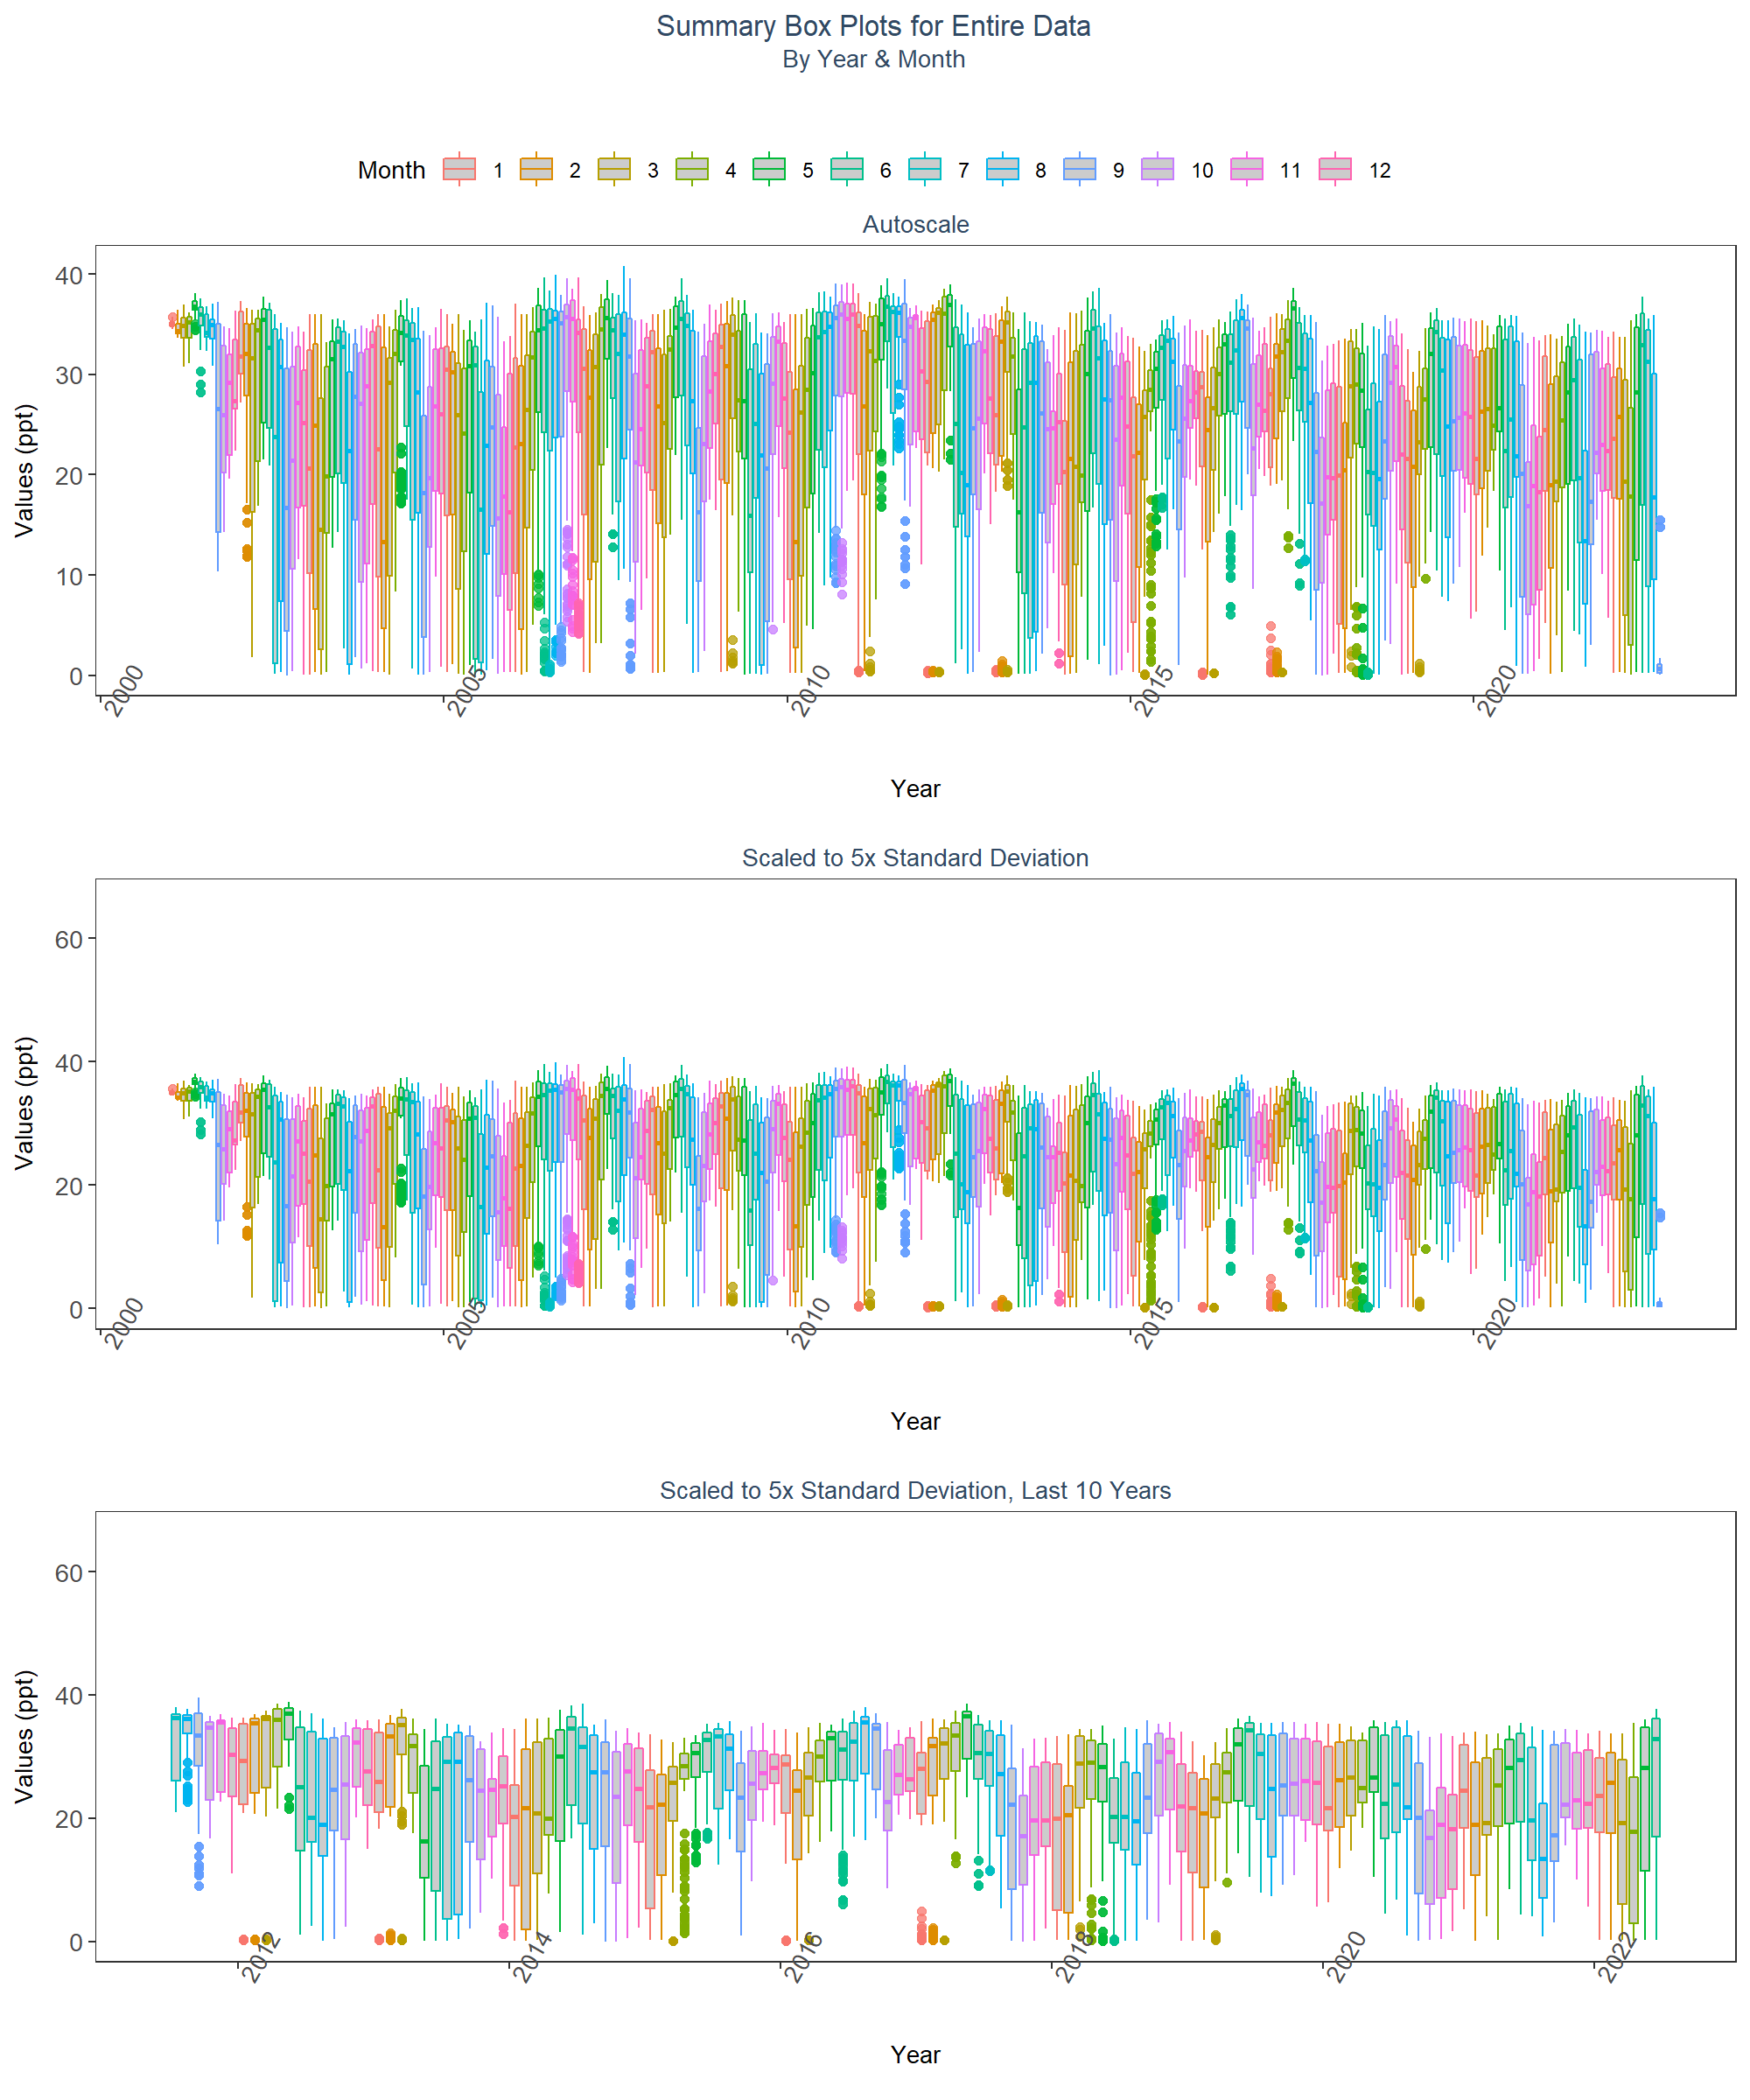 Summary Box Plots for Entire Data
By Year & Month
Month 1 2 3 4 5 6 7 8 9 10 11 12
Autoscale
Values (ppt)
40
30
20
10
0
2000 2005 2010 2015 2020
Year
Scaled to 5x Standard Deviation
Values (ppt)
60
40
20
0
2000 2005 2010 2015 2020
Year
Scaled to 5x Standard Deviation, Last 10 Years
Values (ppt)
60
40
20
0
2012 2014 2016 2018 2020 2022
Year